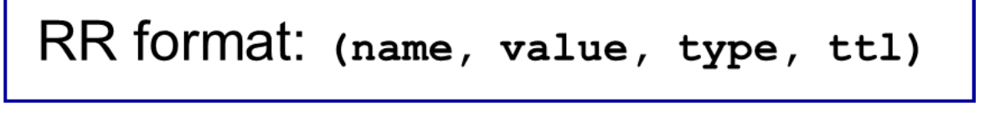 RR format: (name, value, type, ttl)